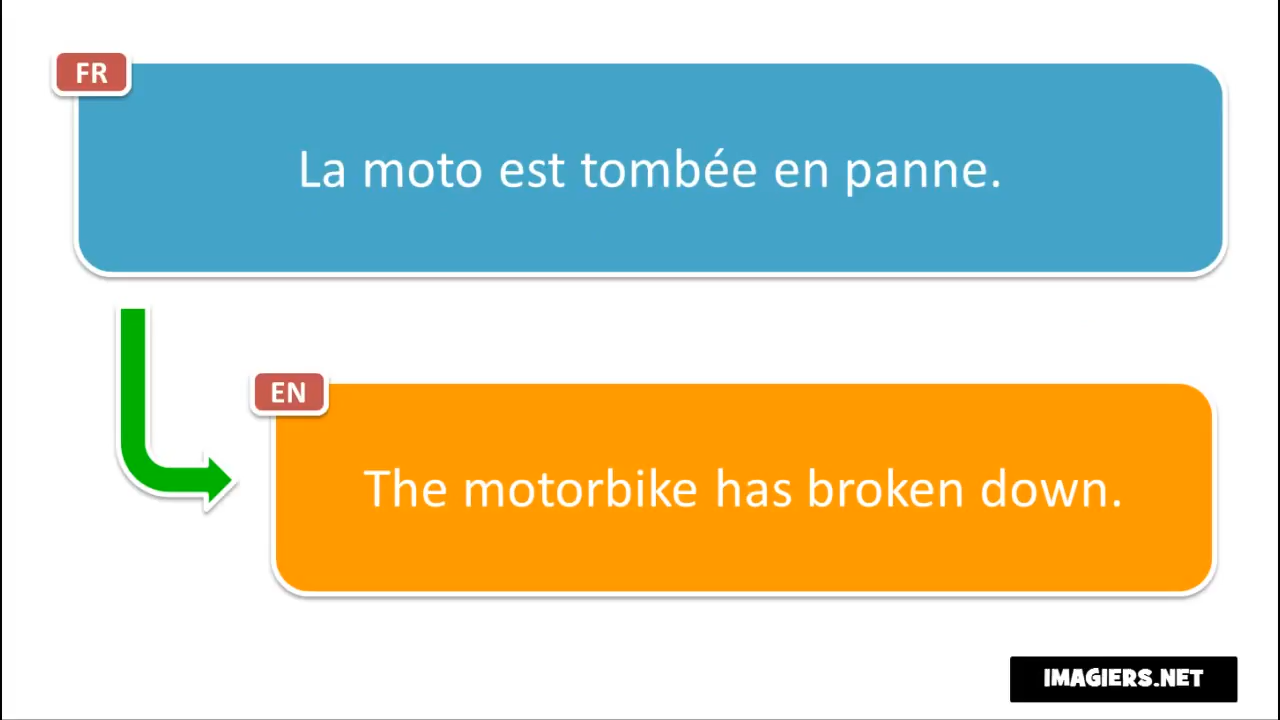 FR
La moto est tombée en panne.
EN
The motorbike has broken down.
IMAGIERS.NET